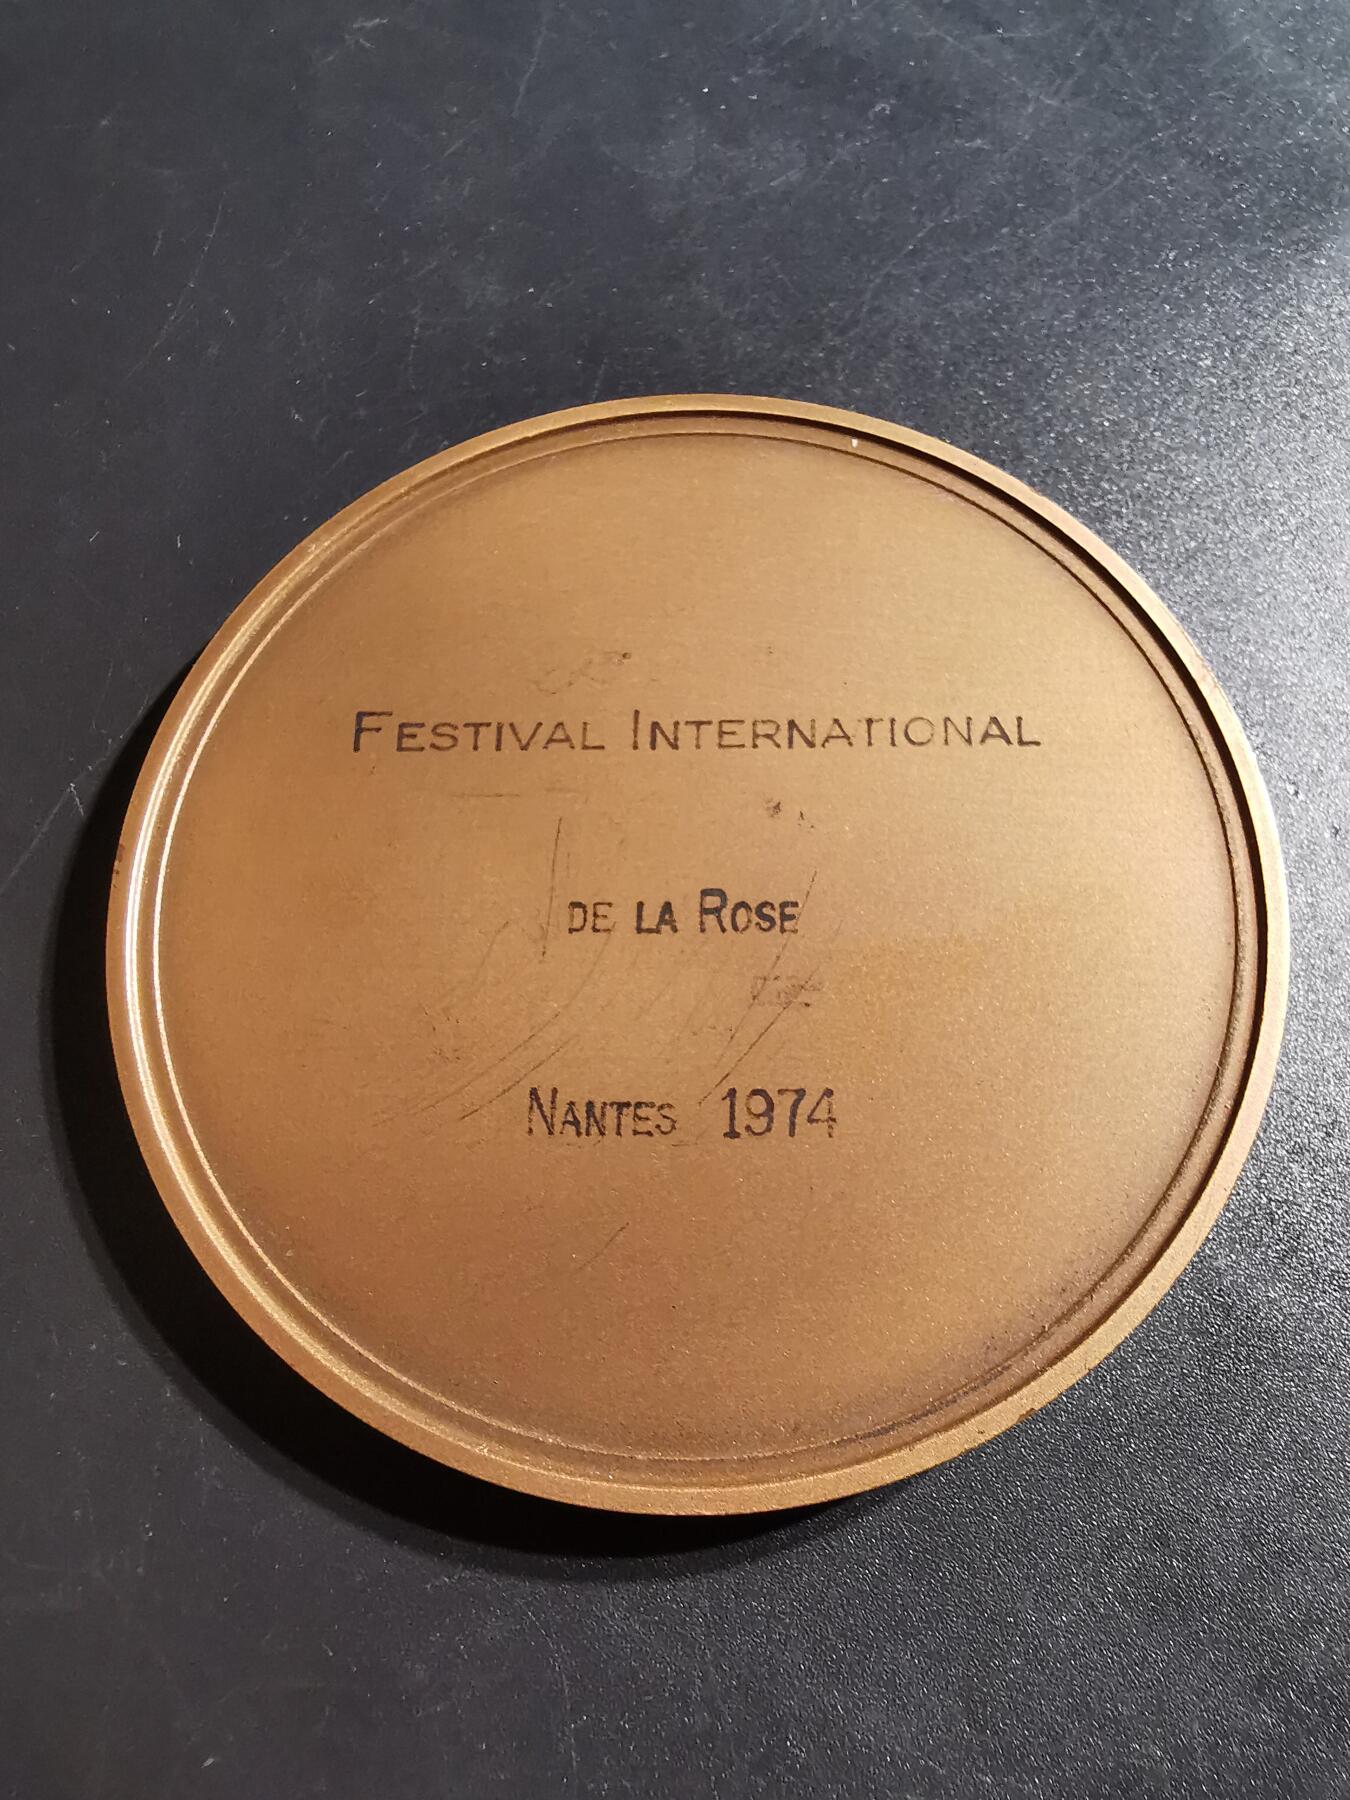 FESTIVAL INTERNATIONAL
DE LA ROSE
NANTES 1974